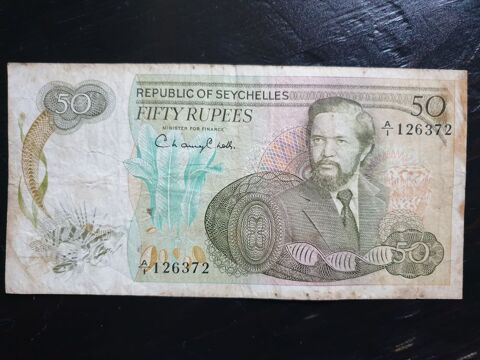 50
REPUBLIC OF SEYCHELLES
50
FIFTY RUPEES
A/1 126372
MINISTER FOR FINANCE
50
A/1 126372